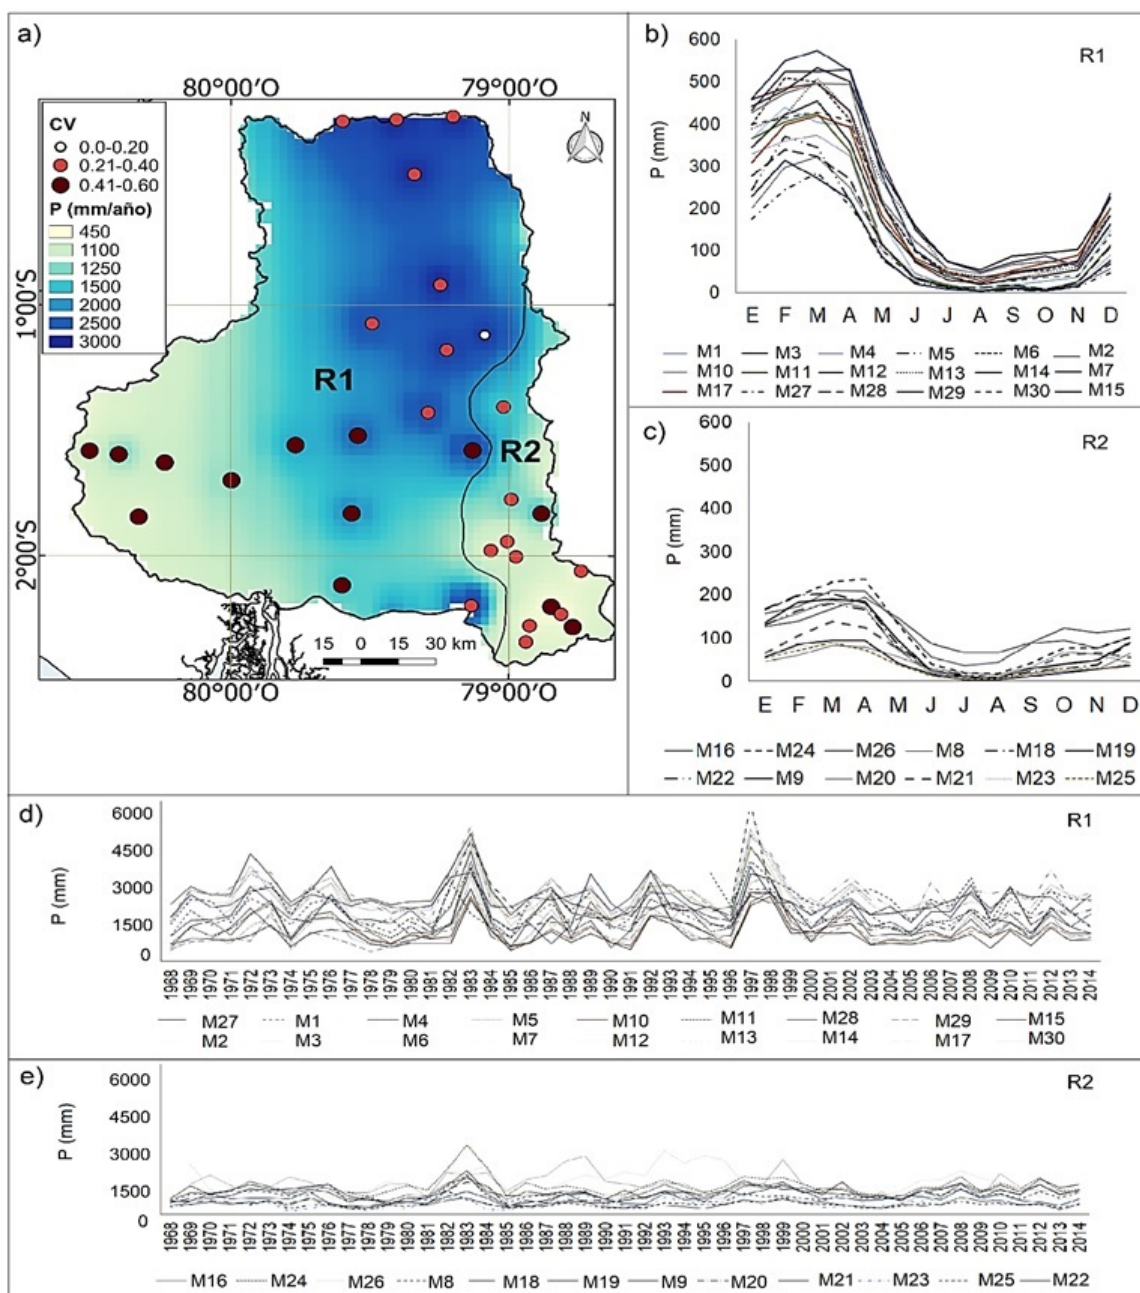 a)
80°00'O 79°00'O
N
CV
0.0-0.20
0.21-0.40
0.41-0.60
P (mm/año)
450
1100
1250
1500
2000
2500
3000
1°00'S
2°00'S
R1
R2
15 0 15 30 km
80°00'O 79°00'O
b)
R1
P (mm)
600
500
400
300
200
100
0
E F M A M J J A S O N D
M1 M3 M4 M5 M6 M2
M10 M11 M12 M13 M14 M7
M17 M27 M28 M29 M30 M15
c)
R2
P (mm)
600
500
400
300
200
100
0
E F M A M J J A S O N D
M16 M24 M26 M8 M18 M19
M22 M9 M20 M21 M23 M25
d)
R1
P (mm)
6000
4500
3000
1500
0
1968 1969 1970 1971 1972 1973 1974 1975 1976 1977 1978 1979 1980 1981 1982 1983 1984 1985 1986 1987 1988 1989 1990 1991 1992 1993 1994 1995 1996 1997 1998 1999 2000 2001 2002 2003 2004 2005 2006 2007 2008 2009 2010 2011 2012 2013 2014
M27 M1 M4 M5 M10 M11 M28 M29 M15
M2 M3 M6 M7 M12 M13 M14 M17 M30
e)
R2
P (mm)
6000
4500
3000
1500
0
1968 1969 1970 1971 1972 1973 1974 1975 1976 1977 1978 1979 1980 1981 1982 1983 1984 1985 1986 1987 1988 1989 1990 1991 1992 1993 1994 1995 1996 1997 1998 1999 2000 2001 2002 2003 2004 2005 2006 2007 2008 2009 2010 2011 2012 2013 2014
M16 M24 M26 M8 M18 M19 M9 M20 M21 M23 M25 M22